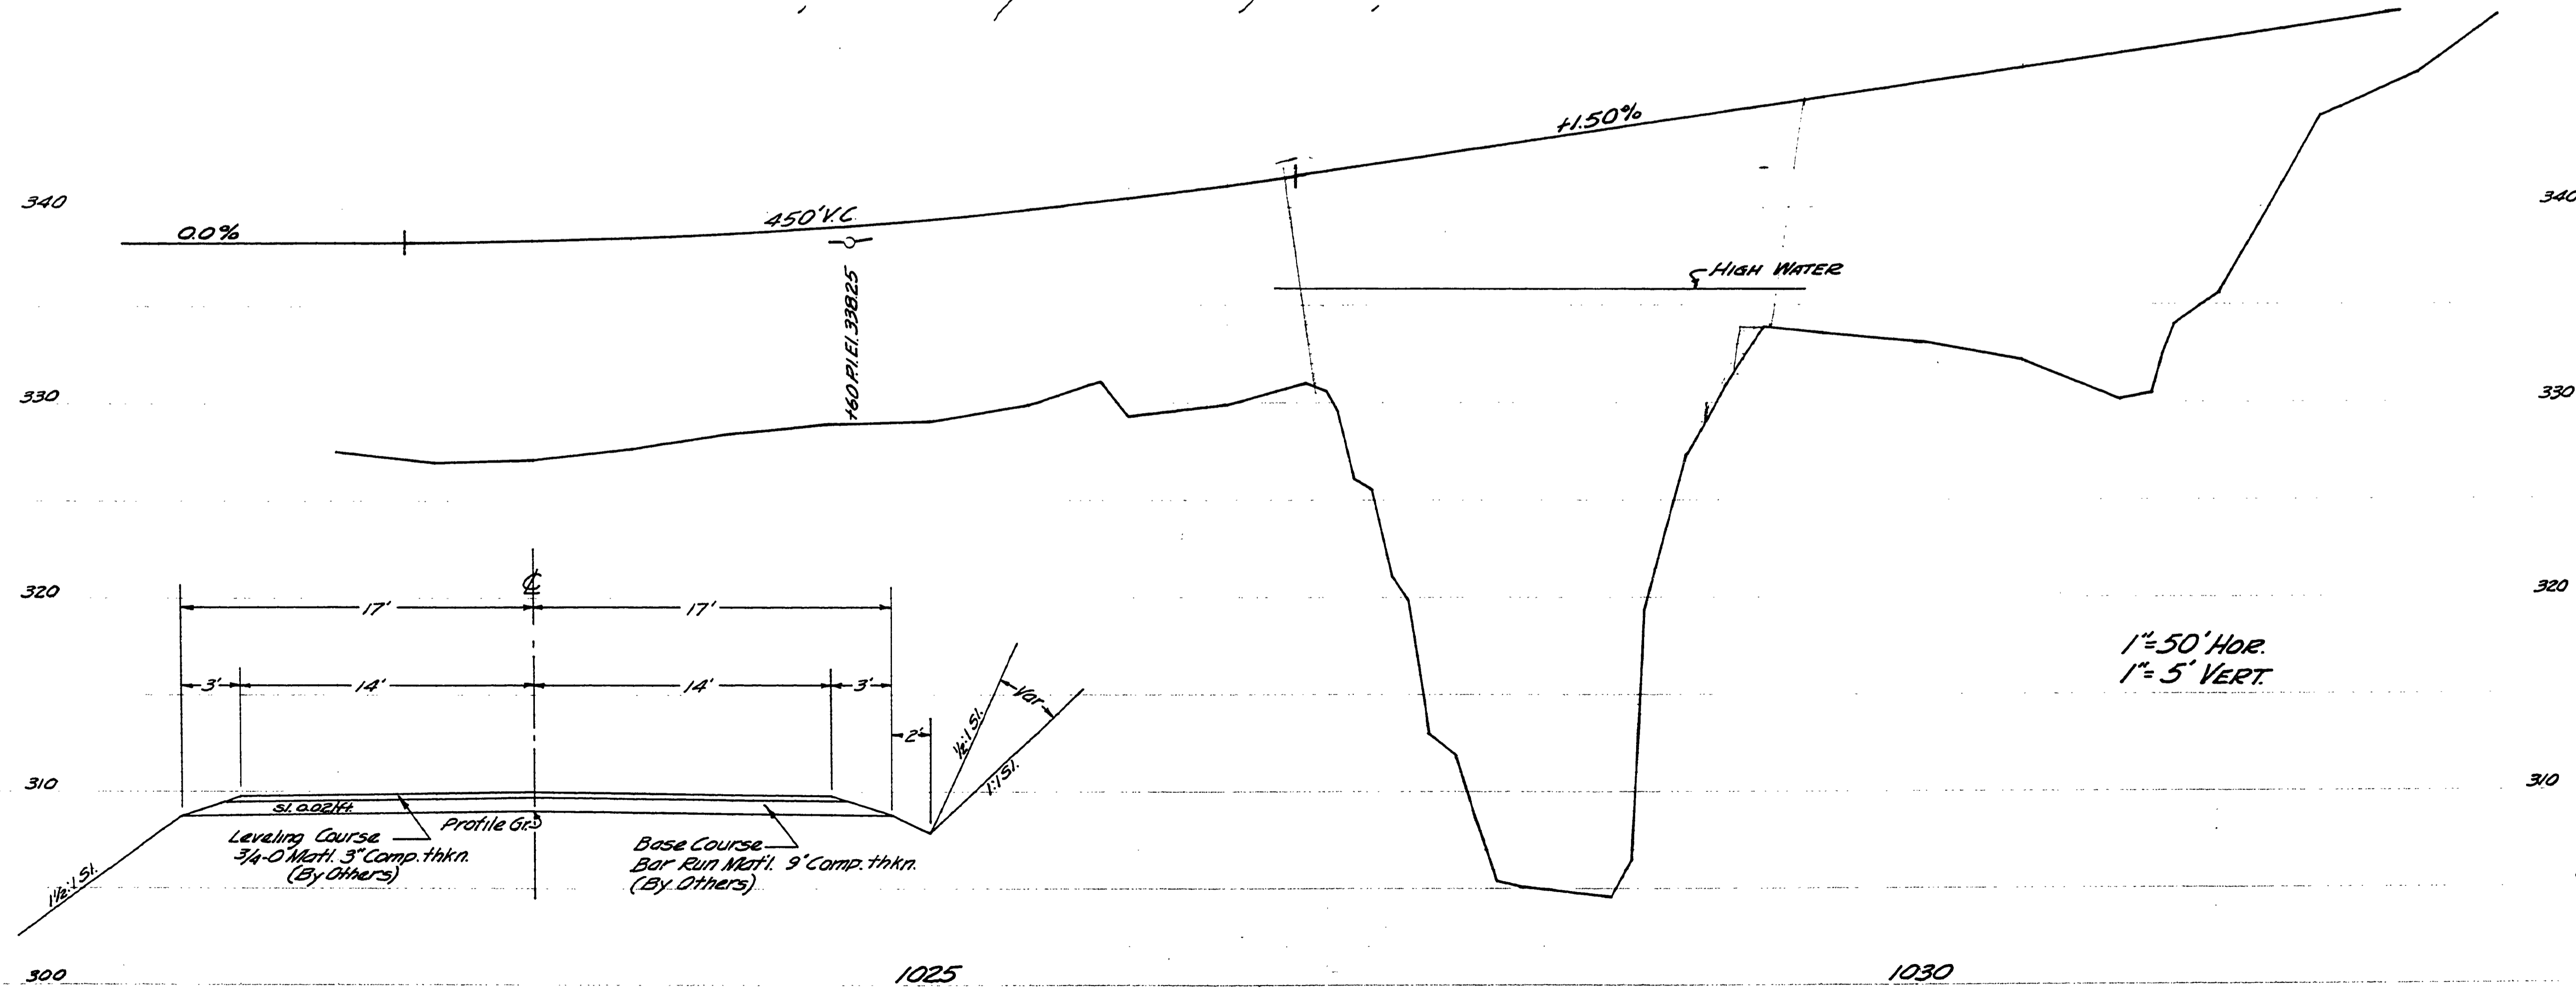 +1.50%
340
340
450' V.C.
0.0%
HIGH WATER
+60 P.I. El. 338.25
330
330
320
320
℄
17'
17'
1"=50' HOR.
1"= 5' VERT.
3'
14'
14'
3'
Var.
2'
½:1 Sl.
1:1 Sl.
310
310
Sl. 0.02'/ft.
Profile Gr.
Leveling Course
3/4-0 Matl. 3" Comp. thkn.
(By Others)
Base Course
Bar Run Mat'l. 9" Comp. thkn.
(By Others)
1½:1 Sl.
300
1025
1030